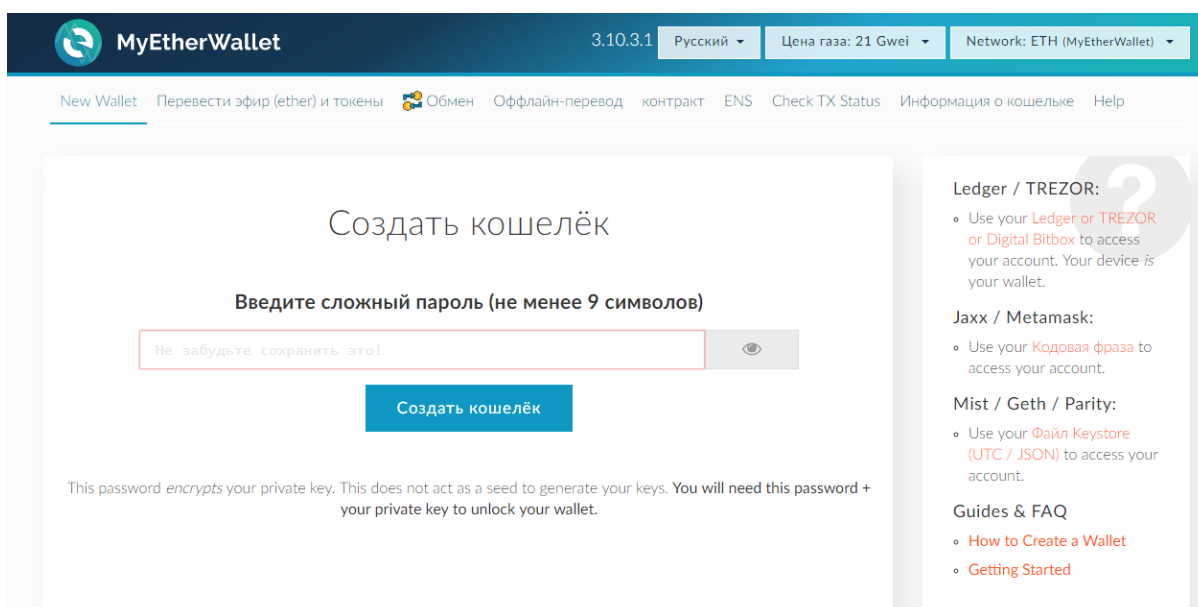 MyEtherWallet
3.10.3.1 Русский Цена газа: 21 Gwei Network: ETH (MyEtherWallet)
New Wallet Перевести эфир (ether) и токены Обмен Оффлайн-перевод контракт ENS Check TX Status Информация о кошельке Help
Создать кошелёк
Введите сложный пароль (не менее 9 символов)
Не забудьте сохранить это!
Создать кошелёк
This password encrypts your private key. This does not act as a seed to generate your keys. You will need this password +
your private key to unlock your wallet.
?
Ledger / TREZOR:
Use your Ledger or TREZOR
or Digital Bitbox to access
your account. Your device is
your wallet.
Jaxx / Metamask:
Use your Кодовая фраза to
access your account.
Mist / Geth / Parity:
Use your Файл Keystore
(UTC / JSON) to access your
account.
Guides & FAQ
How to Create a Wallet
Getting Started